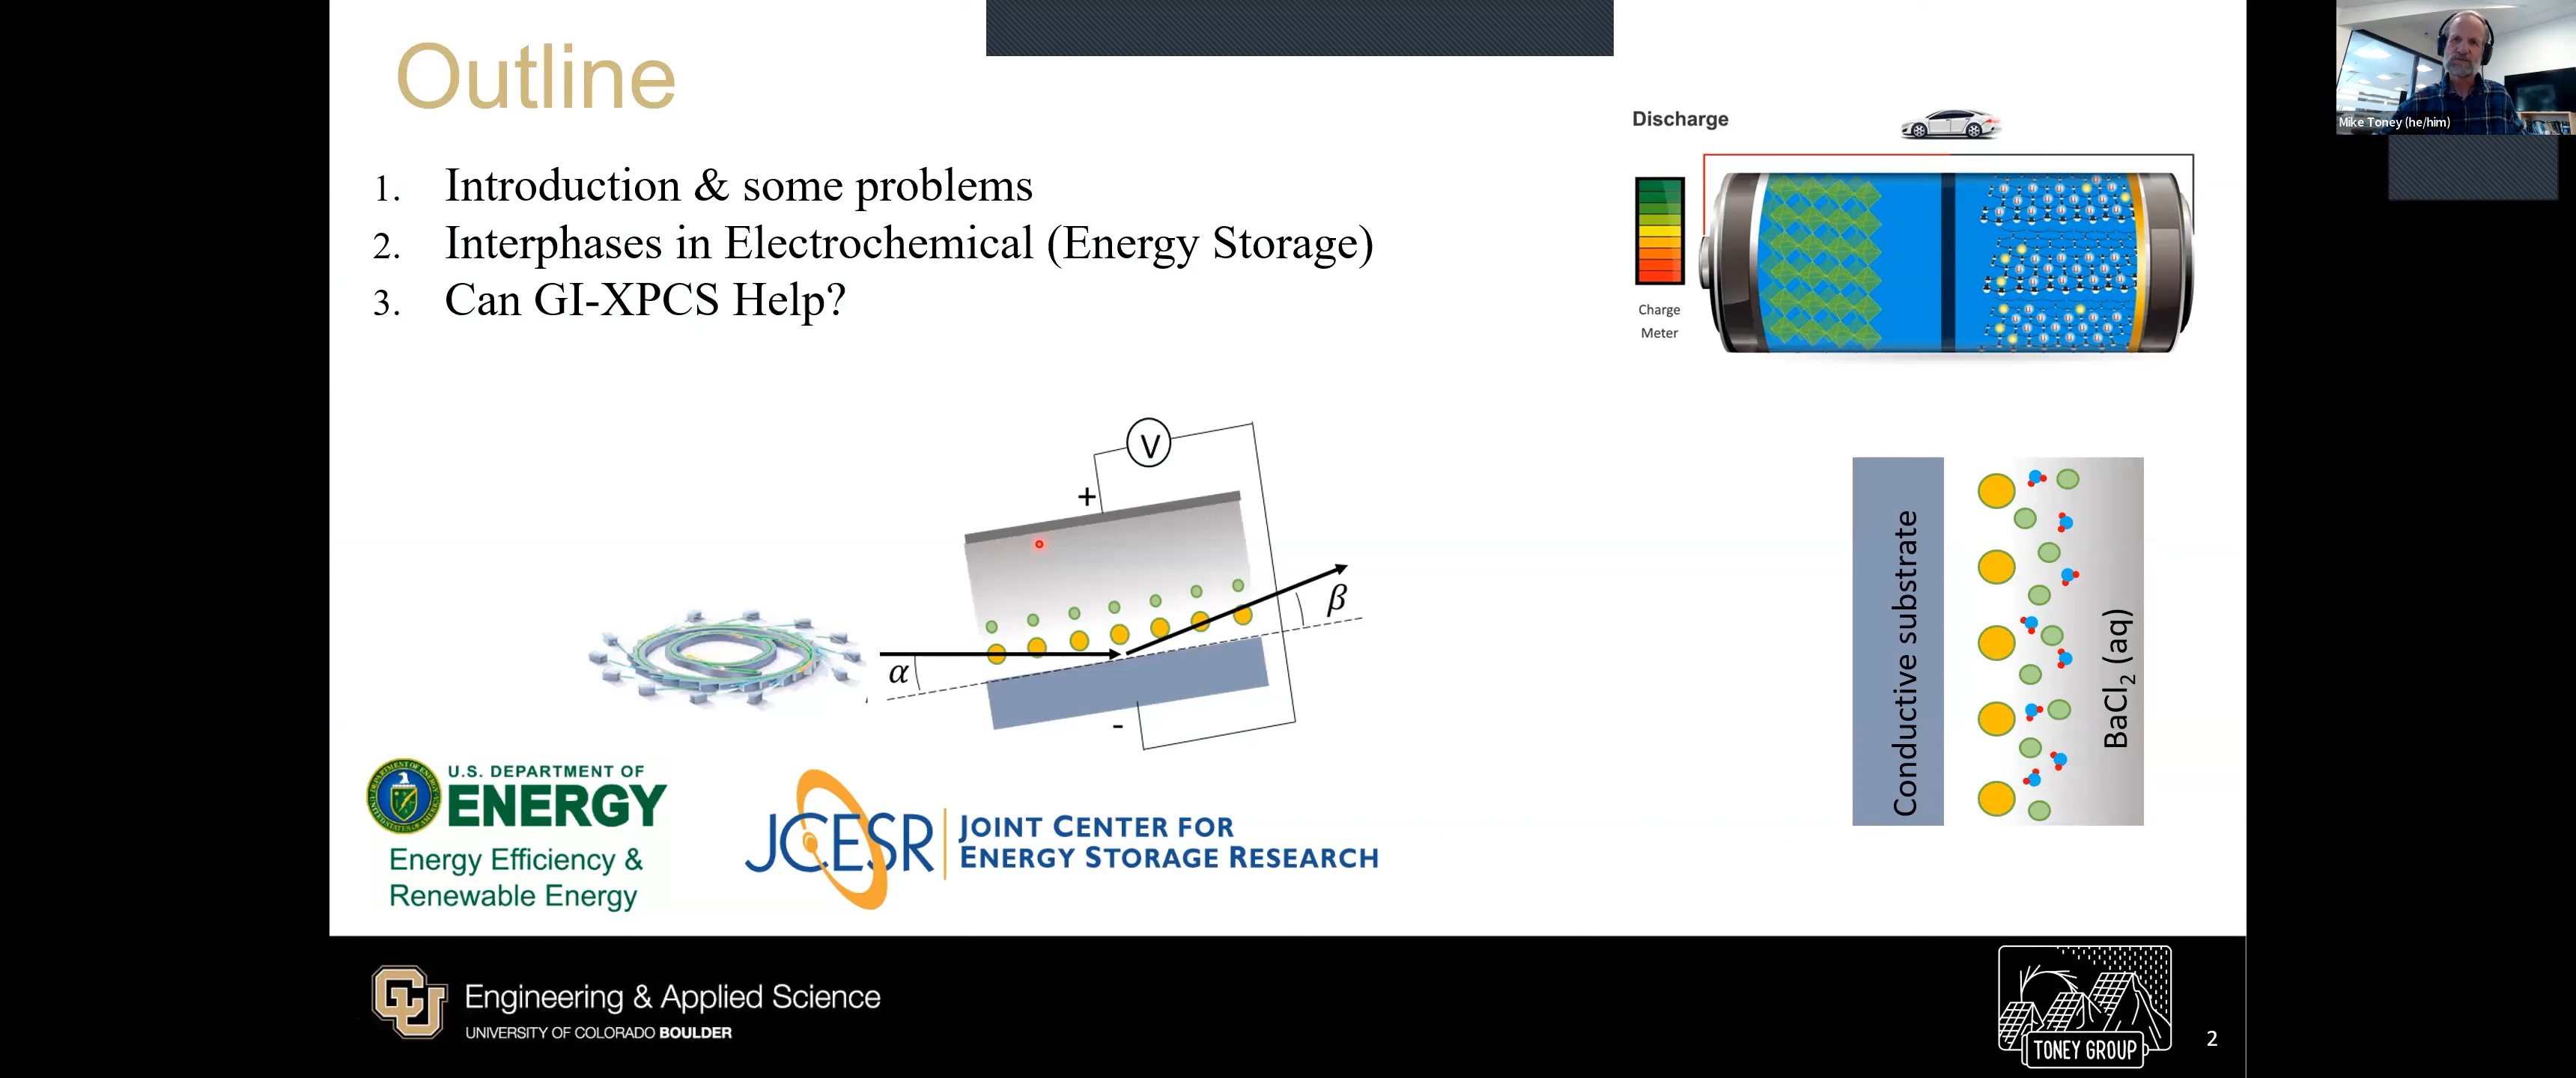 Outline
1. Introduction & some problems
2. Interphases in Electrochemical (Energy Storage)
3. Can GI-XPCS Help?
Discharge
Charge
Meter
V
+
α
β
-
Conductive substrate
BaCl₂ (aq)
U.S. DEPARTMENT OF
ENERGY
Energy Efficiency &
Renewable Energy
JCESR
JOINT CENTER FOR
ENERGY STORAGE RESEARCH
CU
Engineering & Applied Science
UNIVERSITY OF COLORADO BOULDER
TONEY GROUP
2
Mike Toney (he/him)